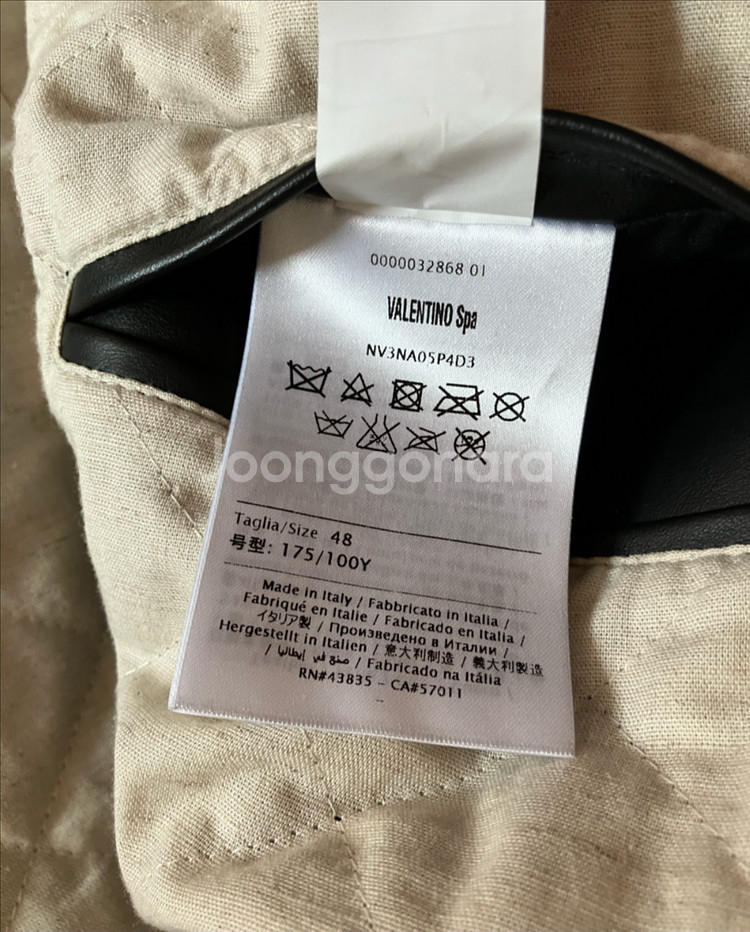 0000032868 01
VALENTINO Spa
NV3NA05P4D3
Joonggonara
Taglia/Size 48
号型: 175/100Y
Made in Italy / Fabbricato in Italia /
Fabriqué en Italie / Fabricado en Italia /
イタリア製 / Произведено в Италии /
Hergestellt in Italien / 意大利制造 / 義大利製造
/ صنع في إيطاليا / Fabricado na Itália
RN#43835 - CA#57011
--